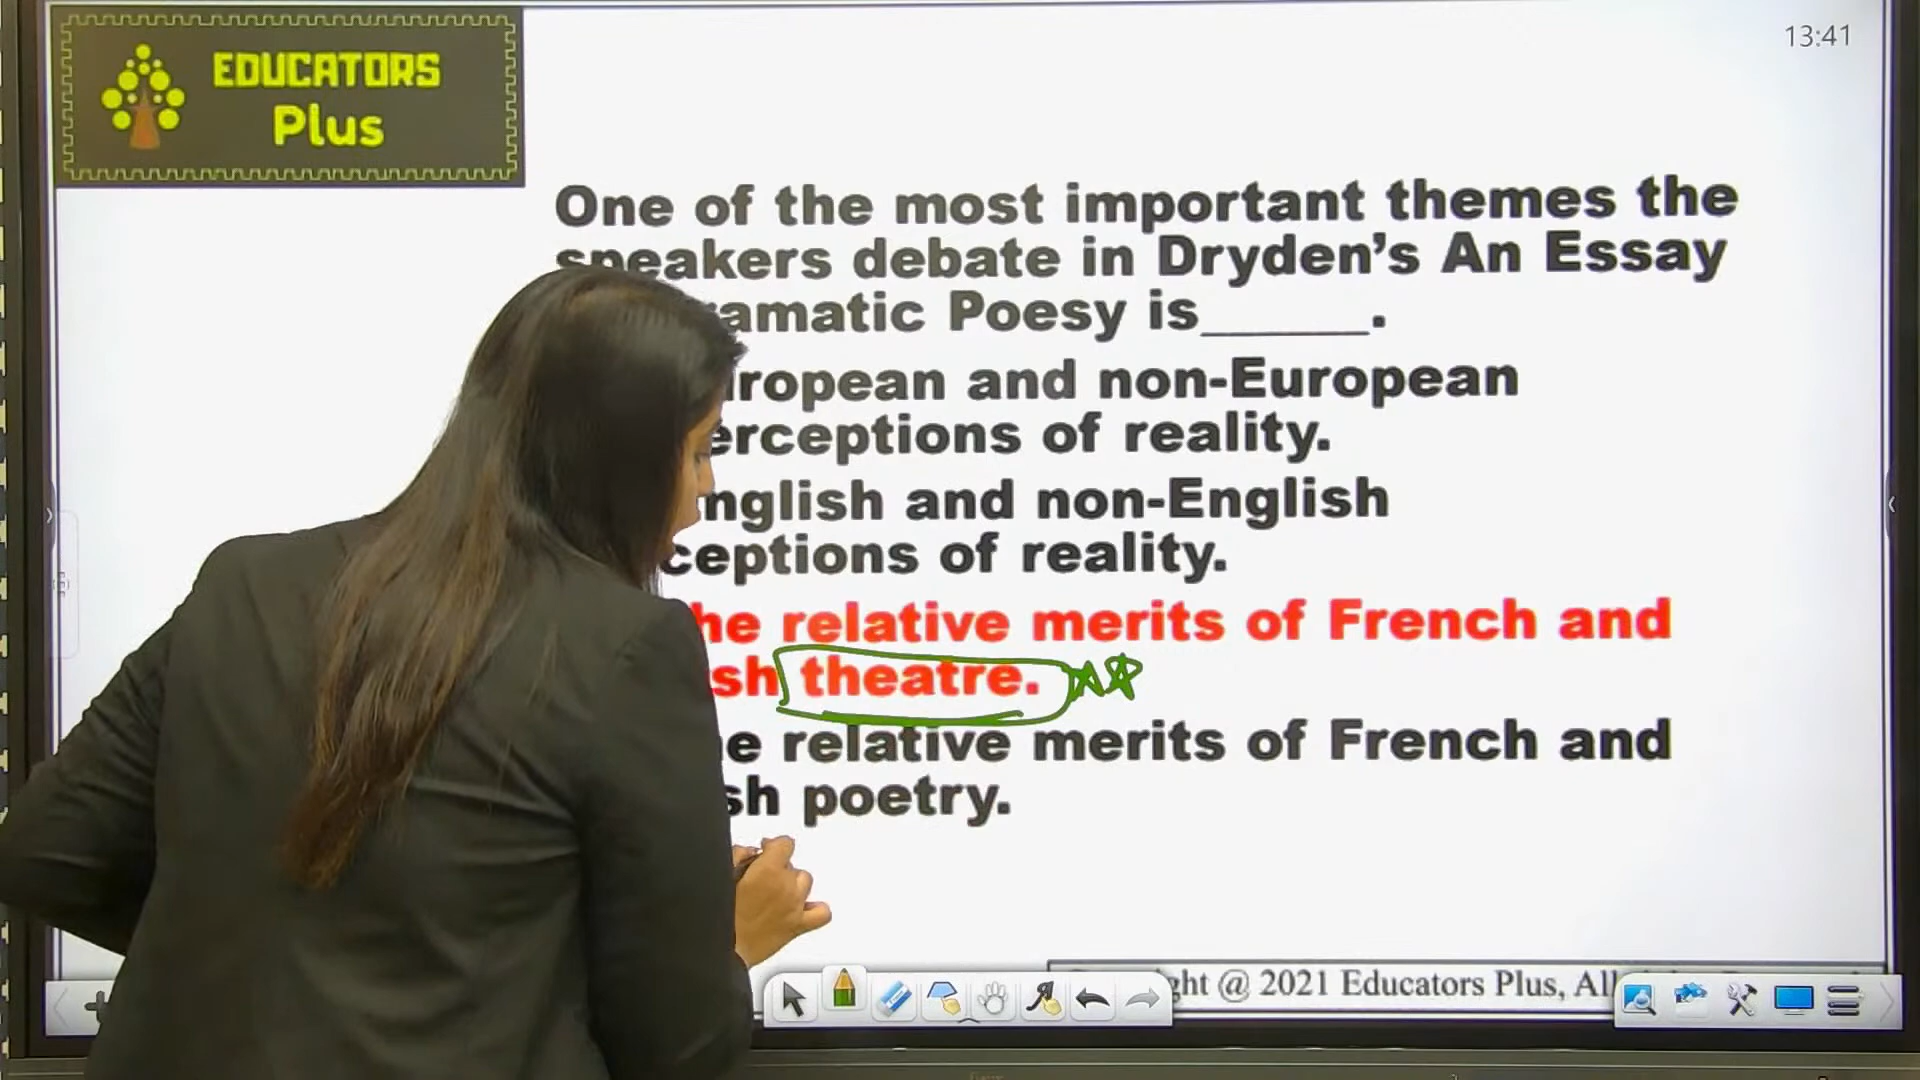 EDUCATORS
Plus
13:41
One of the most important themes the
speakers debate in Dryden's An Essay
amatic Poesy is______.
ropean and non-European
erceptions of reality.
nglish and non-English
ceptions of reality.
he relative merits of French and
sh theatre.
e relative merits of French and
sh poetry.
ght @ 2021 Educators Plus, All